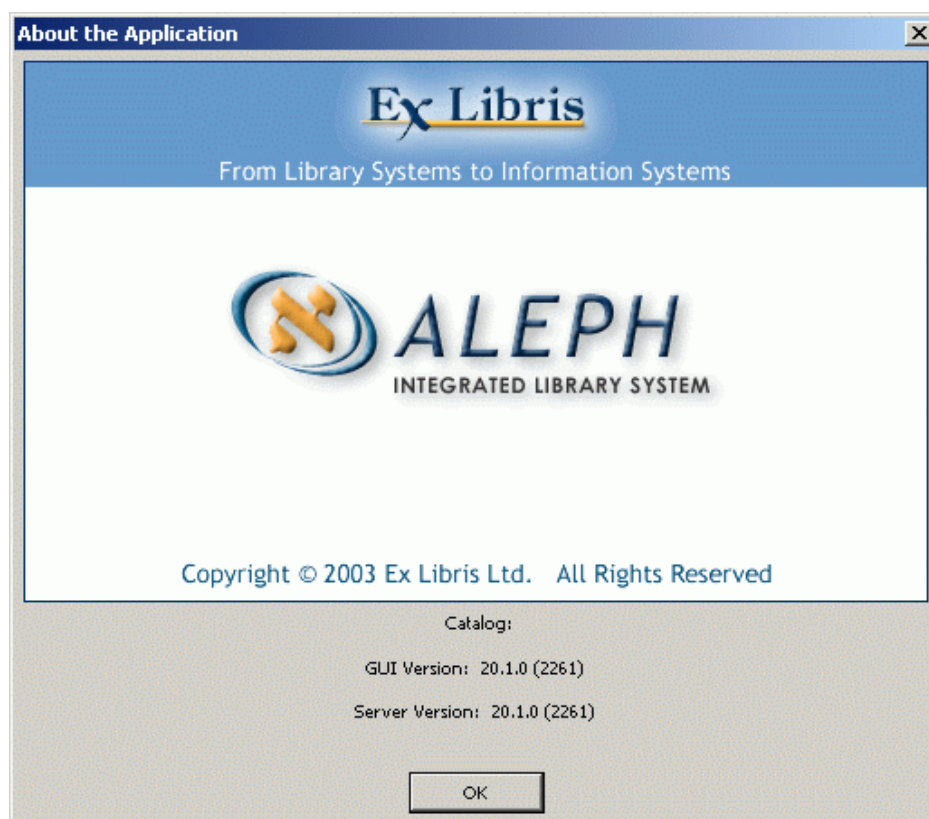 About the Application
Ex Libris
From Library Systems to Information Systems
א ALEPH
INTEGRATED LIBRARY SYSTEM
Copyright © 2003 Ex Libris Ltd. All Rights Reserved
Catalog:
GUI Version: 20.1.0 (2261)
Server Version: 20.1.0 (2261)
OK